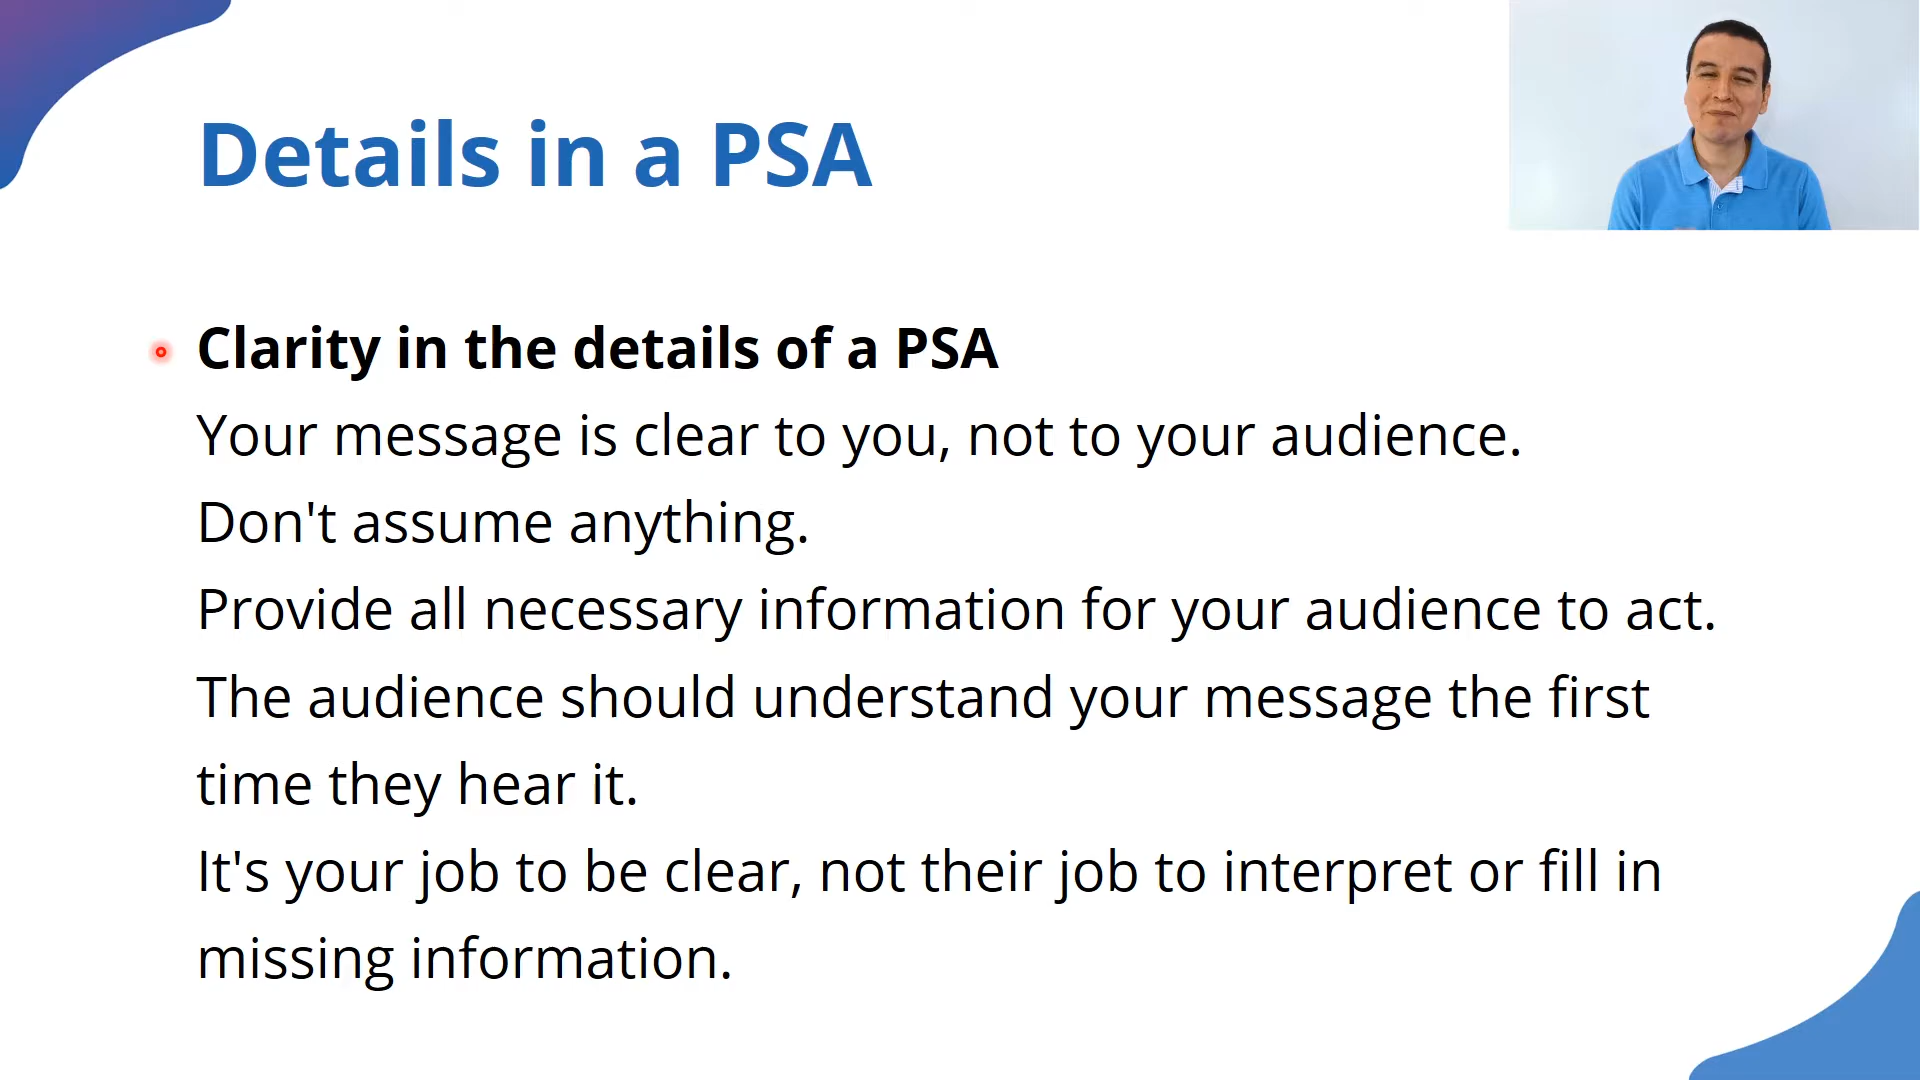 Details in a PSA
Clarity in the details of a PSA
Your message is clear to you, not to your audience.
Don't assume anything.
Provide all necessary information for your audience to act.
The audience should understand your message the first
time they hear it.
It's your job to be clear, not their job to interpret or fill in
missing information.